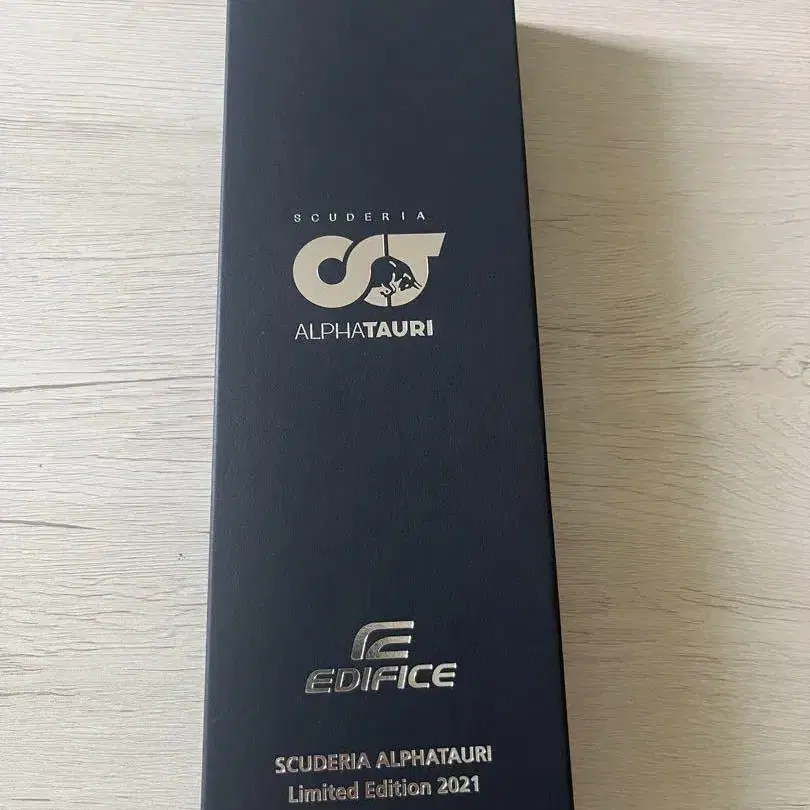 SCUDERIA
ALPHATAURI
EDIFICE
SCUDERIA ALPHATAURI
Limited Edition 2021